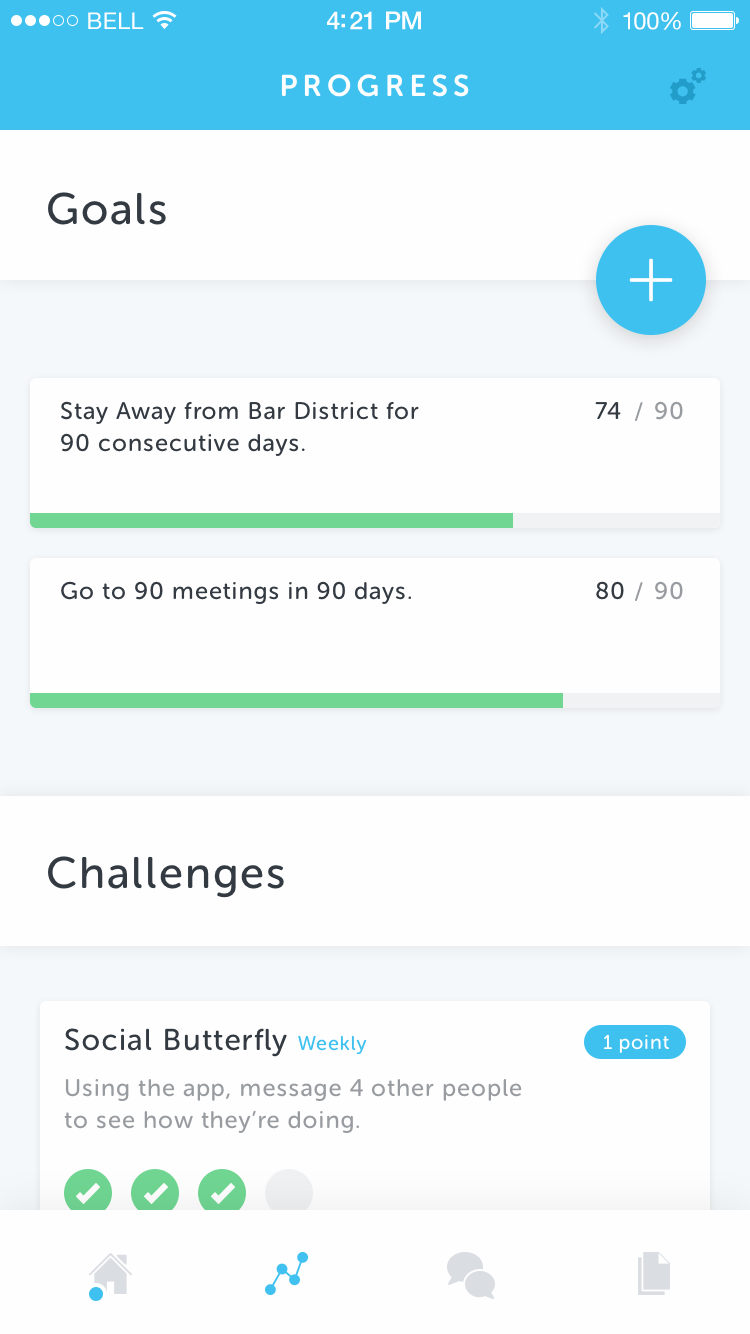 BELL 4:21 PM 100%
PROGRESS
Goals
Stay Away from Bar District for 74 / 90
90 consecutive days.
Go to 90 meetings in 90 days. 80 / 90
Challenges
Social Butterfly Weekly 1 point
Using the app, message 4 other people
to see how they’re doing.